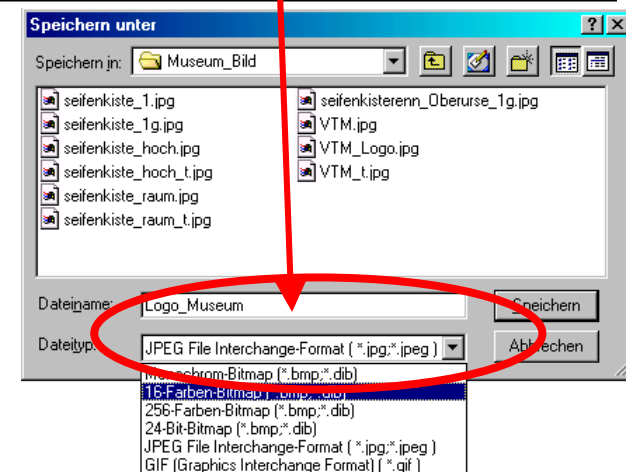 Speichern unter
Speichern in: Museum_Bild
seifenkiste_1.jpg
seifenkiste_1g.jpg
seifenkiste_hoch.jpg
seifenkiste_hoch_t.jpg
seifenkiste_raum.jpg
seifenkiste_raum_t.jpg
seifenkisterenn_Oberurse_1g.jpg
VTM.jpg
VTM_Logo.jpg
VTM_t.jpg
Dateiname: Logo_Museum Speichern
Dateityp: JPEG File Interchange-Format ( *.jpg;*.jpeg ) Abbrechen
Monochrom-Bitmap (*.bmp;*.dib)
16-Farben-Bitmap (*.bmp;*.dib)
256-Farben-Bitmap (*.bmp;*.dib)
24-Bit-Bitmap (*.bmp;*.dib)
JPEG File Interchange-Format ( *.jpg;*.jpeg )
GIF (Graphics Interchange Format) ( *.gif )